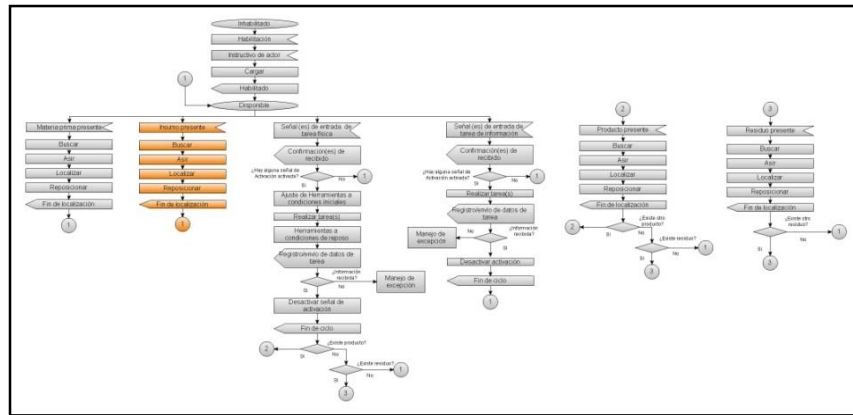 Inhabilitado
Habilitación
Instructivo de actor
Cargar
Habilitado
1
Disponible
Materia prima presente
Buscar
Asir
Localizar
Reposicionar
Fin de localización
1
Insumo presente
Buscar
Asir
Localizar
Reposicionar
Fin de localización
1
Señal(es) de entrada de
tarea física
Confirmación(es) de
recibido
¿Hay alguna señal de
Activación activada?
No
1
Si
Ajuste de Herramientas a
condiciones iniciales
Realizar tarea(s)
Herramientas a
condiciones de reposo
Registro/envío de datos de
tarea
¿Información
recibida?
No
Manejo de
excepción
Si
Desactivar señal de
activación
Fin de ciclo
¿Existe producto?
2
Si
No
¿Existe residuo?
1
Si
No
3
Señal(es) de entrada de
tarea de información
Confirmación(es) de
recibido
¿Hay alguna señal de
Activación activada?
No
1
Si
Realizar tarea(s)
Registro/envío de datos de
tarea
Manejo de
excepción
No
¿Información
recibida?
Si
Desactivar activación
Fin de ciclo
1
2
Producto presente
Buscar
Asir
Localizar
Reposicionar
Fin de localización
¿Existe otro
producto?
2
Si
No
¿Existe residuo?
1
Si
No
3
3
Residuo presente
Buscar
Asir
Localizar
Reposicionar
Fin de localización
¿Existe otro
residuo?
1
Si
No
3